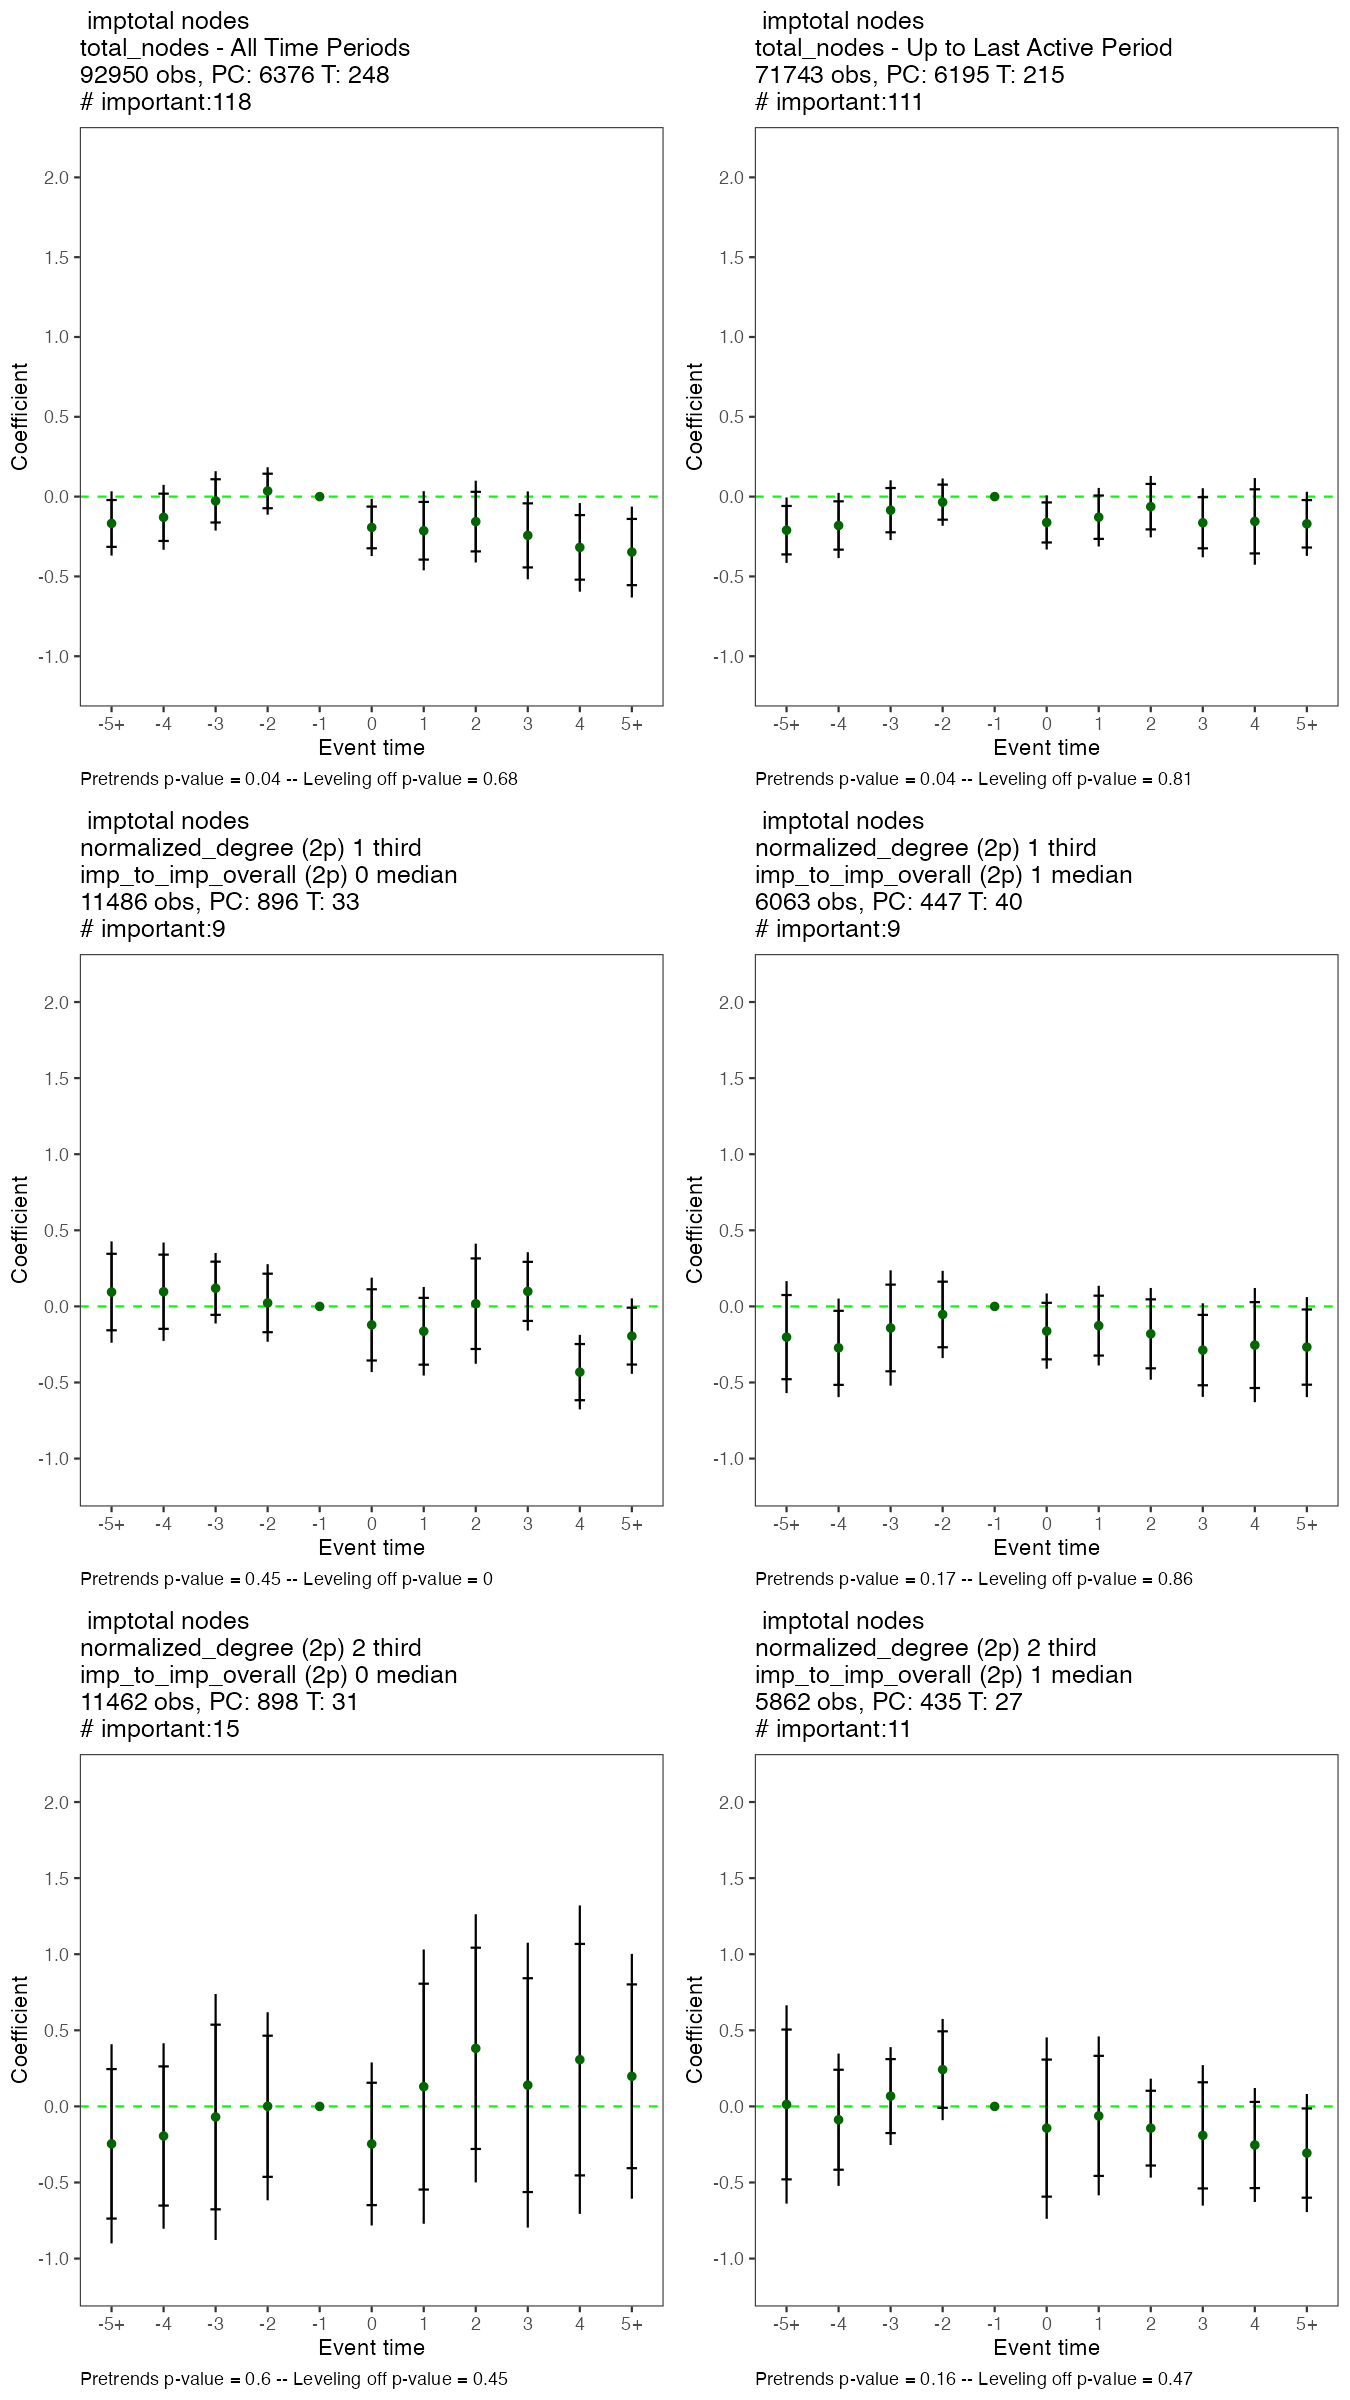 imptotal nodes
total_nodes - All Time Periods
92950 obs, PC: 6376 T: 248
# important:118
2.0
1.5
1.0
0.5
0.0
-0.5
-1.0
Coefficient
-5+ -4 -3 -2 -1 0 1 2 3 4 5+
Event time
Pretrends p-value = 0.04 -- Leveling off p-value = 0.68
imptotal nodes
total_nodes - Up to Last Active Period
71743 obs, PC: 6195 T: 215
# important:111
2.0
1.5
1.0
0.5
0.0
-0.5
-1.0
Coefficient
-5+ -4 -3 -2 -1 0 1 2 3 4 5+
Event time
Pretrends p-value = 0.04 -- Leveling off p-value = 0.81
imptotal nodes
normalized_degree (2p) 1 third
imp_to_imp_overall (2p) 0 median
11486 obs, PC: 896 T: 33
# important:9
2.0
1.5
1.0
0.5
0.0
-0.5
-1.0
Coefficient
-5+ -4 -3 -2 -1 0 1 2 3 4 5+
Event time
Pretrends p-value = 0.45 -- Leveling off p-value = 0
imptotal nodes
normalized_degree (2p) 1 third
imp_to_imp_overall (2p) 1 median
6063 obs, PC: 447 T: 40
# important:9
2.0
1.5
1.0
0.5
0.0
-0.5
-1.0
Coefficient
-5+ -4 -3 -2 -1 0 1 2 3 4 5+
Event time
Pretrends p-value = 0.17 -- Leveling off p-value = 0.86
imptotal nodes
normalized_degree (2p) 2 third
imp_to_imp_overall (2p) 0 median
11462 obs, PC: 898 T: 31
# important:15
2.0
1.5
1.0
0.5
0.0
-0.5
-1.0
Coefficient
-5+ -4 -3 -2 -1 0 1 2 3 4 5+
Event time
Pretrends p-value = 0.6 -- Leveling off p-value = 0.45
imptotal nodes
normalized_degree (2p) 2 third
imp_to_imp_overall (2p) 1 median
5862 obs, PC: 435 T: 27
# important:11
2.0
1.5
1.0
0.5
0.0
-0.5
-1.0
Coefficient
-5+ -4 -3 -2 -1 0 1 2 3 4 5+
Event time
Pretrends p-value = 0.16 -- Leveling off p-value = 0.47